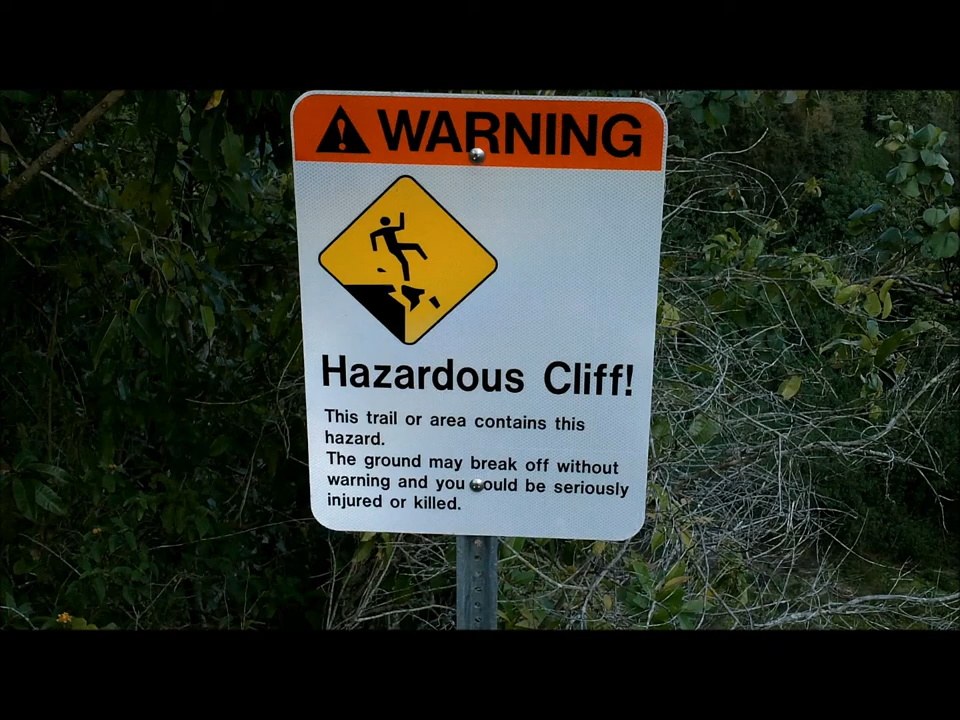 WARNING
Hazardous Cliff!
This trail or area contains this
hazard.
The ground may break off without
warning and you could be seriously
injured or killed.